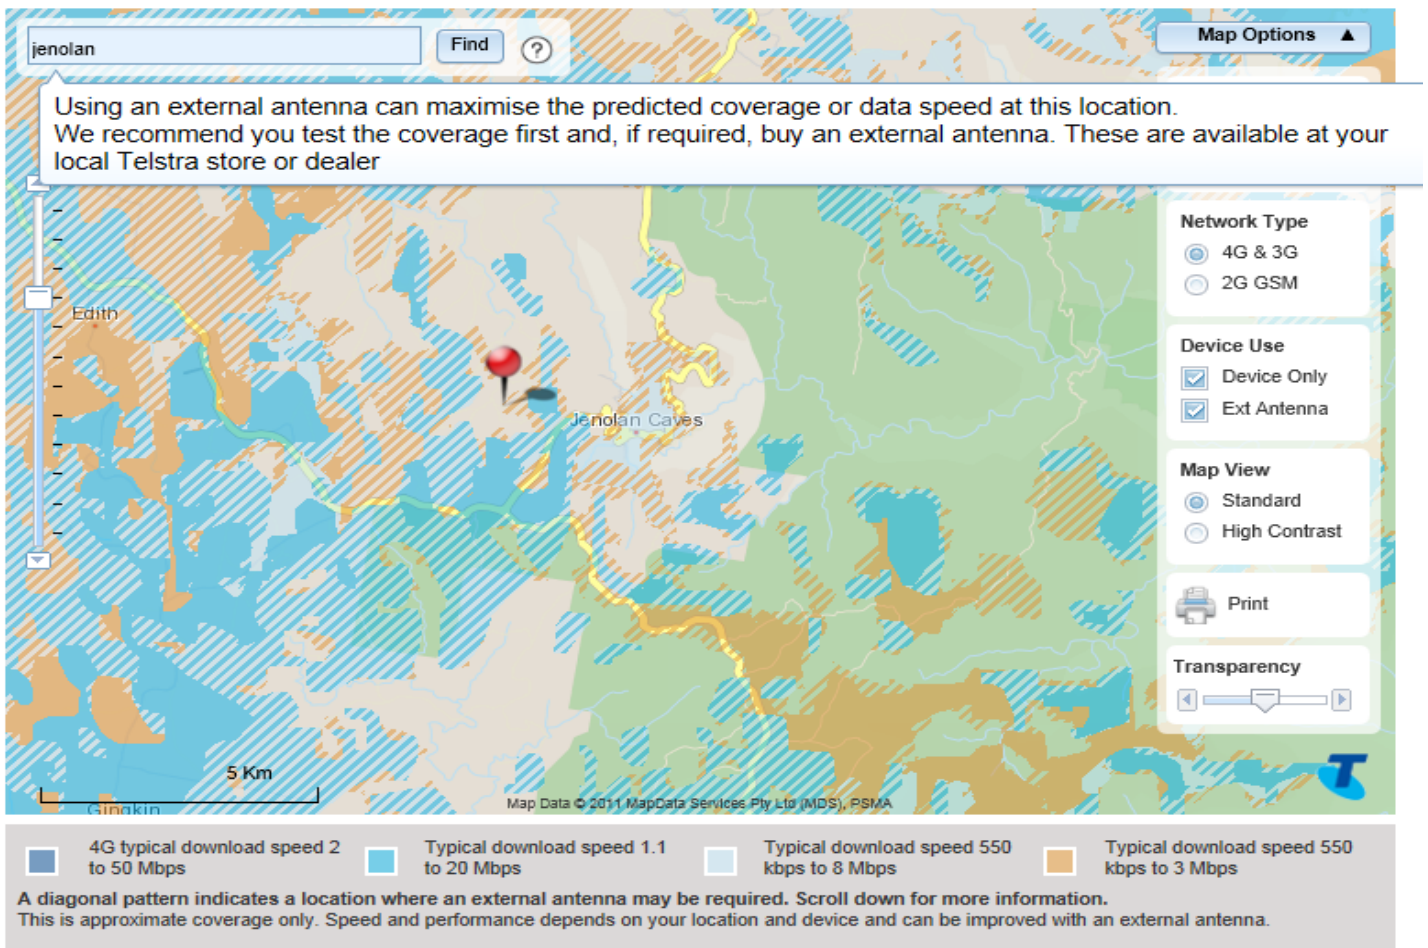 jenolan
Find
?
Map Options ▲
Using an external antenna can maximise the predicted coverage or data speed at this location.
We recommend you test the coverage first and, if required, buy an external antenna. These are available at your
local Telstra store or dealer
Network Type
4G & 3G
2G GSM
Device Use
Device Only
Ext Antenna
Map View
Standard
High Contrast
Print
Transparency
Edith
Jenolan Caves
5 Km
Gingkin
Map Data © 2011 MapData Services Pty Ltd (MDS), PSMA
T
4G typical download speed 2
to 50 Mbps
Typical download speed 1.1
to 20 Mbps
Typical download speed 550
kbps to 8 Mbps
Typical download speed 550
kbps to 3 Mbps
A diagonal pattern indicates a location where an external antenna may be required. Scroll down for more information.
This is approximate coverage only. Speed and performance depends on your location and device and can be improved with an external antenna.